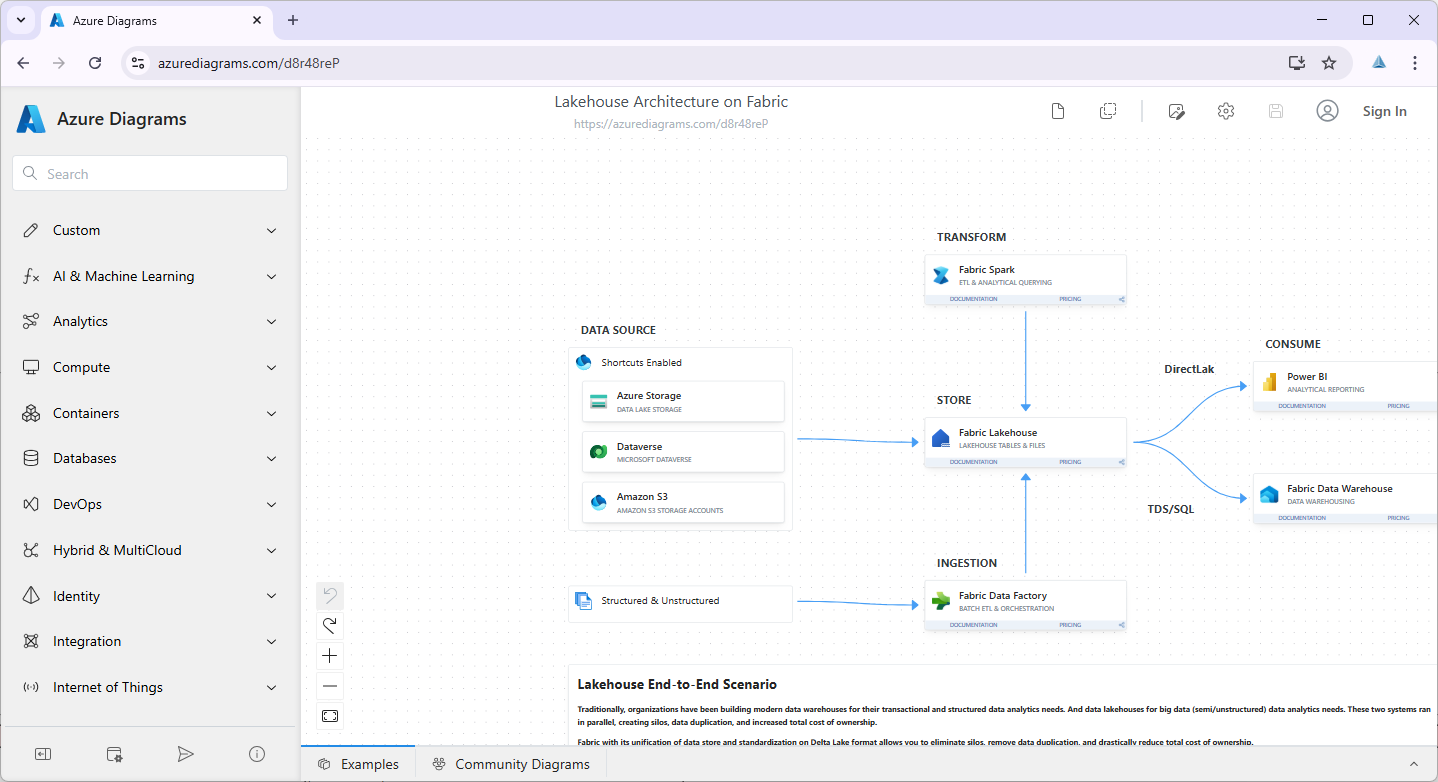 Azure Diagrams
azurediagrams.com/d8r48reP
Azure Diagrams
Search
Custom
AI & Machine Learning
Analytics
Compute
Containers
Databases
DevOps
Hybrid & MultiCloud
Identity
Integration
Internet of Things
Lakehouse Architecture on Fabric
https://azurediagrams.com/d8r48reP
Sign In
TRANSFORM
Fabric Spark
ETL & ANALYTICAL QUERYING
DOCUMENTATION PRICING
DATA SOURCE
Shortcuts Enabled
Azure Storage
DATA LAKE STORAGE
Dataverse
MICROSOFT DATAVERSE
Amazon S3
AMAZON S3 STORAGE ACCOUNTS
STORE
Fabric Lakehouse
LAKEHOUSE TABLES & FILES
DOCUMENTATION PRICING
DirectLak
CONSUME
Power BI
ANALYTICAL REPORTING
DOCUMENTATION PRICING
TDS/SQL
Fabric Data Warehouse
DATA WAREHOUSING
DOCUMENTATION PRICING
INGESTION
Structured & Unstructured
Fabric Data Factory
BATCH ETL & ORCHESTRATION
DOCUMENTATION PRICING
Lakehouse End-to-End Scenario
Traditionally, organizations have been building modern data warehouses for their transactional and structured data analytics needs. And data lakehouses for big data (semi/unstructured) data analytics needs. These two systems ran
in parallel, creating silos, data duplication, and increased total cost of ownership.
Fabric with its unification of data store and standardization on Delta Lake format allows you to eliminate silos, remove data duplication, and drastically reduce total cost of ownership.
Examples
Community Diagrams